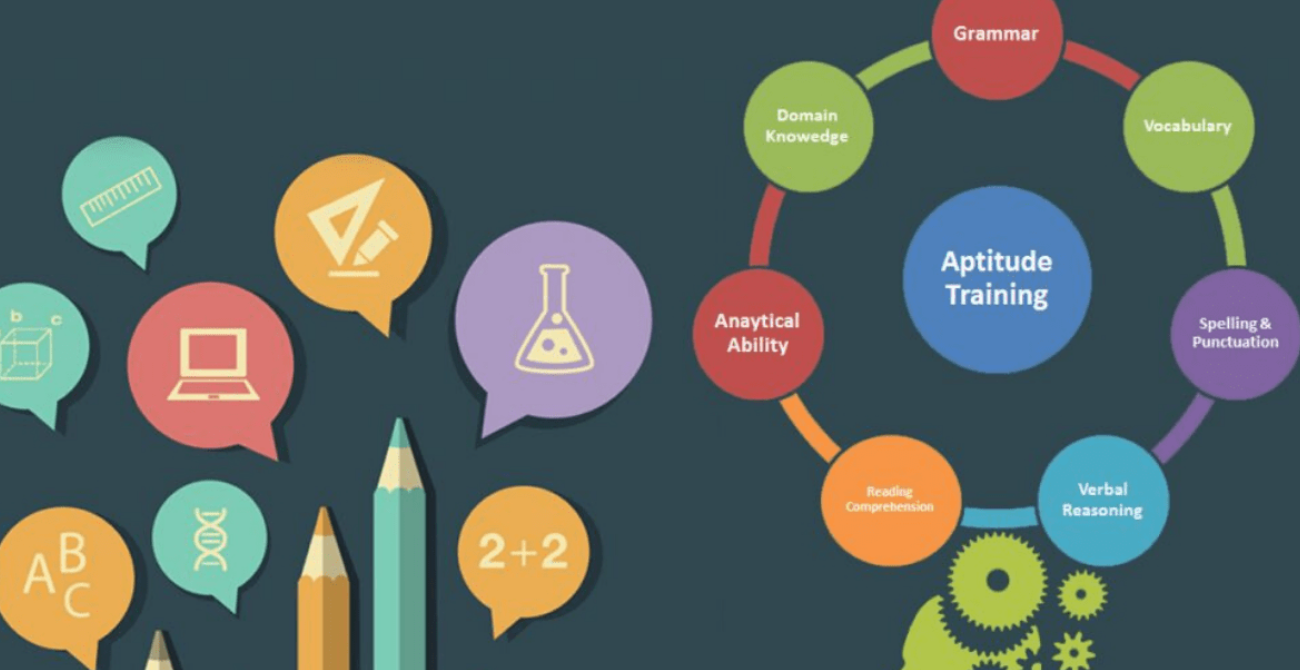 b c
A
B
C
2+2
Grammar
Vocabulary
Spelling &
Punctuation
Verbal
Reasoning
Reading
Comprehension
Anaytical
Ability
Domain
Knowedge
Aptitude
Training